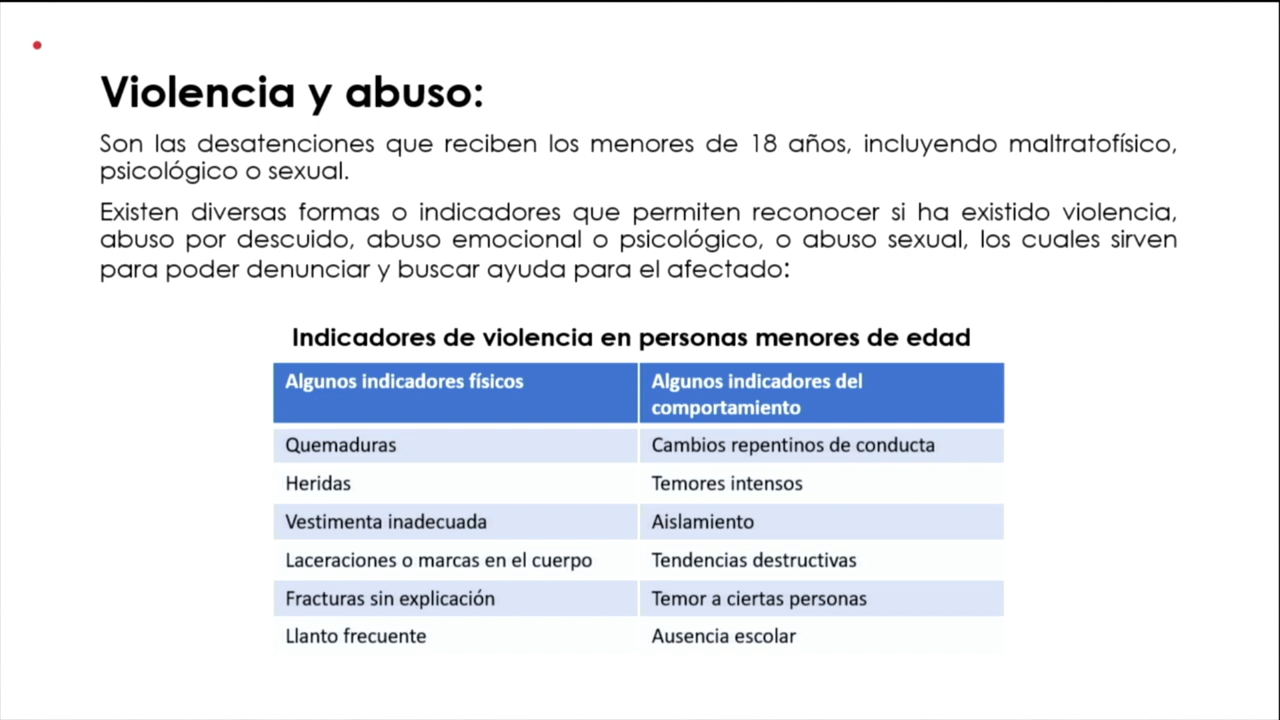 Violencia y abuso:
Son las desatenciones que reciben los menores de 18 años, incluyendo maltratofísico,
psicológico o sexual.
Existen diversas formas o indicadores que permiten reconocer si ha existido violencia,
abuso por descuido, abuso emocional o psicológico, o abuso sexual, los cuales sirven
para poder denunciar y buscar ayuda para el afectado:
Indicadores de violencia en personas menores de edad
Algunos indicadores físicos
Algunos indicadores del
comportamiento
Quemaduras
Cambios repentinos de conducta
Heridas
Temores intensos
Vestimenta inadecuada
Aislamiento
Laceraciones o marcas en el cuerpo
Tendencias destructivas
Fracturas sin explicación
Temor a ciertas personas
Llanto frecuente
Ausencia escolar